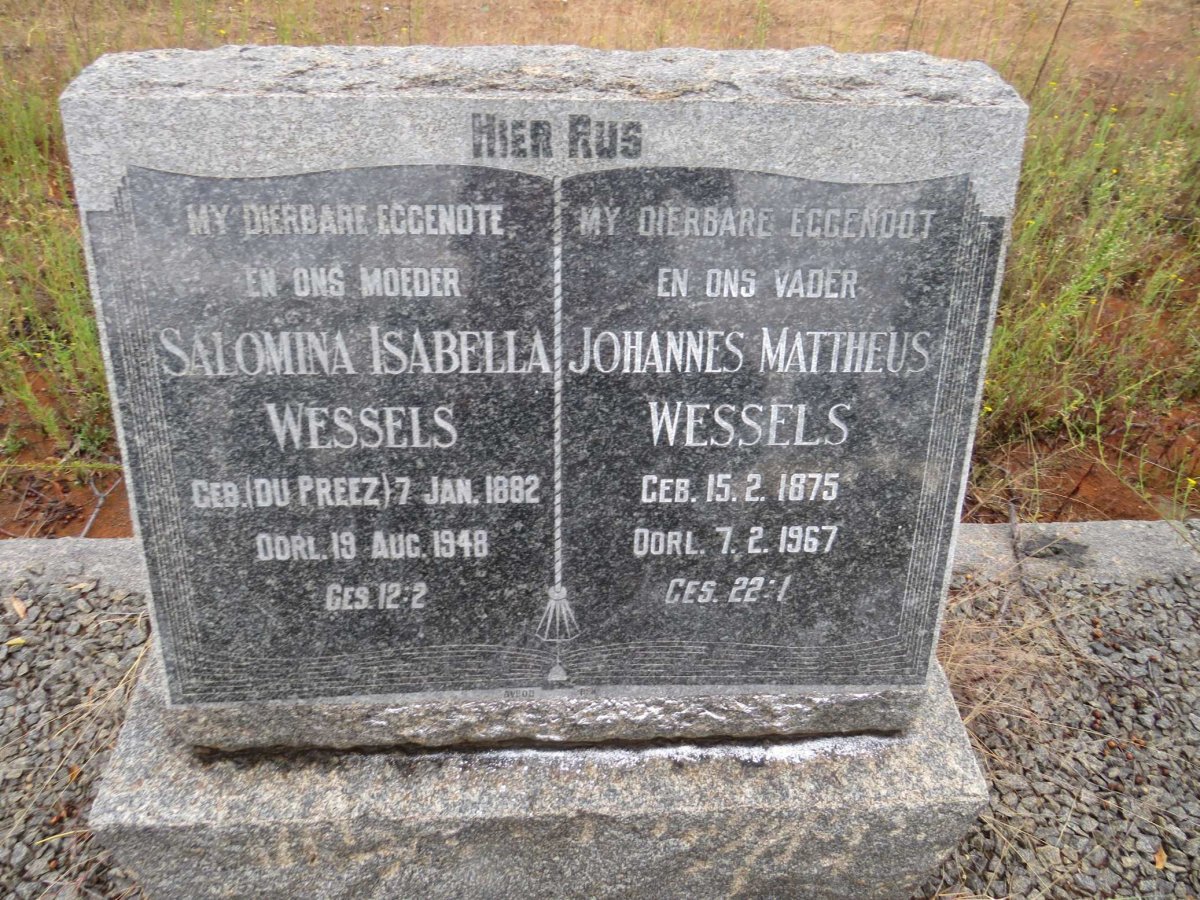 HIER RUS
MY DIERBARE EGGENOTE
EN ONS MOEDER
SALOMINA ISABELLA
WESSELS
GEB. (DU PREEZ) 7 JAN. 1882
OORL. 19 AUG. 1948
GES. 12:2
MY DIERBARE EGGENOOT
EN ONS VADER
JOHANNES MATTHEUS
WESSELS
GEB. 15. 2. 1875
OORL. 7. 2. 1967
GES. 22:1